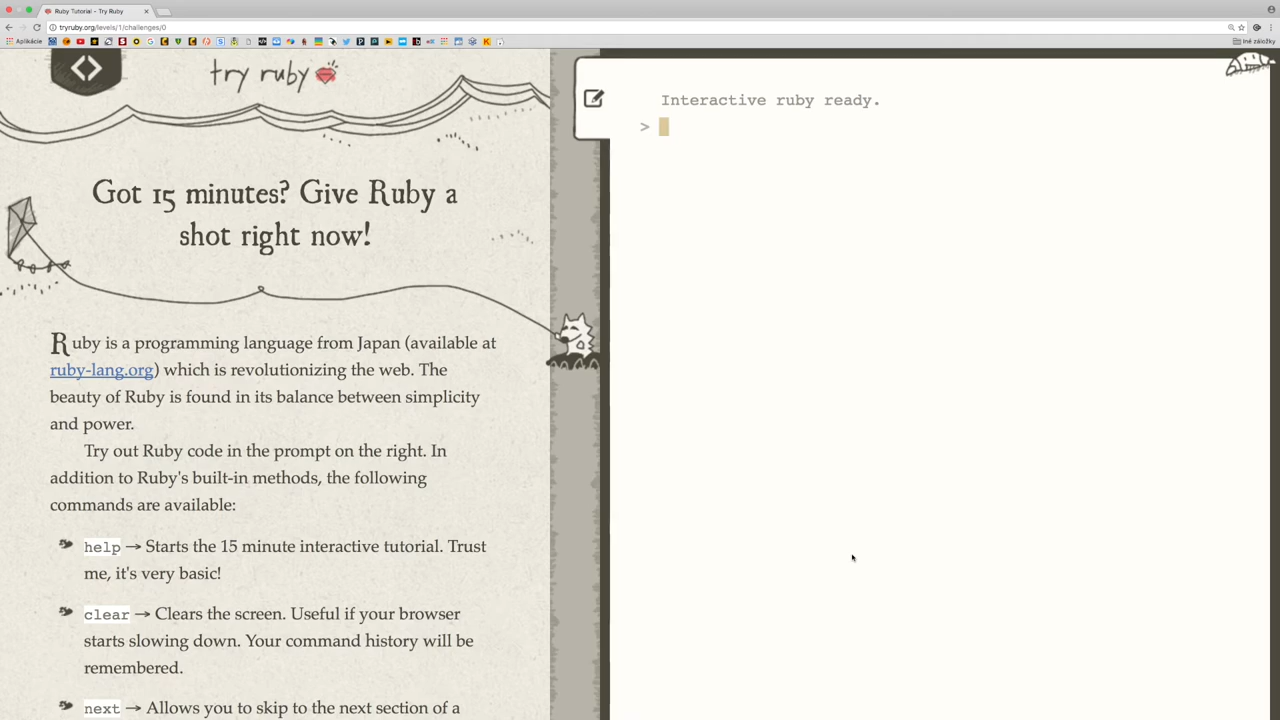 Ruby Tutorial - Try Ruby
tryruby.org/levels/1/challenges/0
Aplikácie
Iné záložky
try ruby
Got 15 minutes? Give Ruby a
shot right now!
Ruby is a programming language from Japan (available at
ruby-lang.org) which is revolutionizing the web. The
beauty of Ruby is found in its balance between simplicity
and power.
Try out Ruby code in the prompt on the right. In
addition to Ruby's built-in methods, the following
commands are available:
help → Starts the 15 minute interactive tutorial. Trust
me, it's very basic!
clear → Clears the screen. Useful if your browser
starts slowing down. Your command history will be
remembered.
next → Allows you to skip to the next section of a
Interactive ruby ready.
>